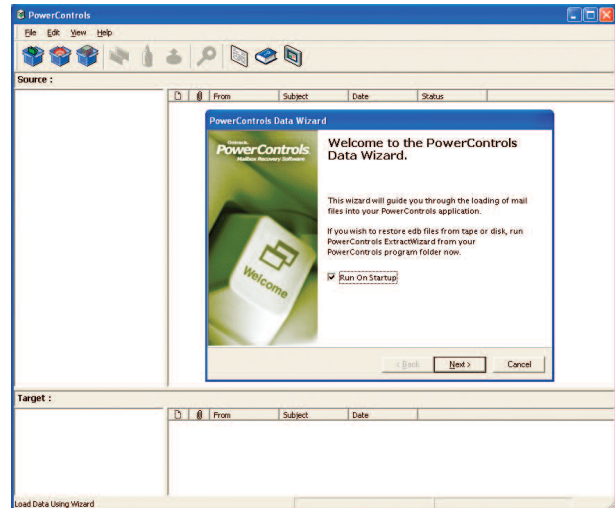 PowerControls
File Edit View Help
Source :
From Subject Date Status
PowerControls Data Wizard
Ontrack
PowerControls
Mailbox Recovery Software
Welcome
Welcome to the PowerControls
Data Wizard.
This wizard will guide you through the loading of mail
files into your PowerControls application.
If you wish to restore edb files from tape or disk, run
PowerControls ExtractWizard from your
PowerControls program folder now.
Run On Startup
< Back Next > Cancel
Target :
From Subject Date
Load Data Using Wizard